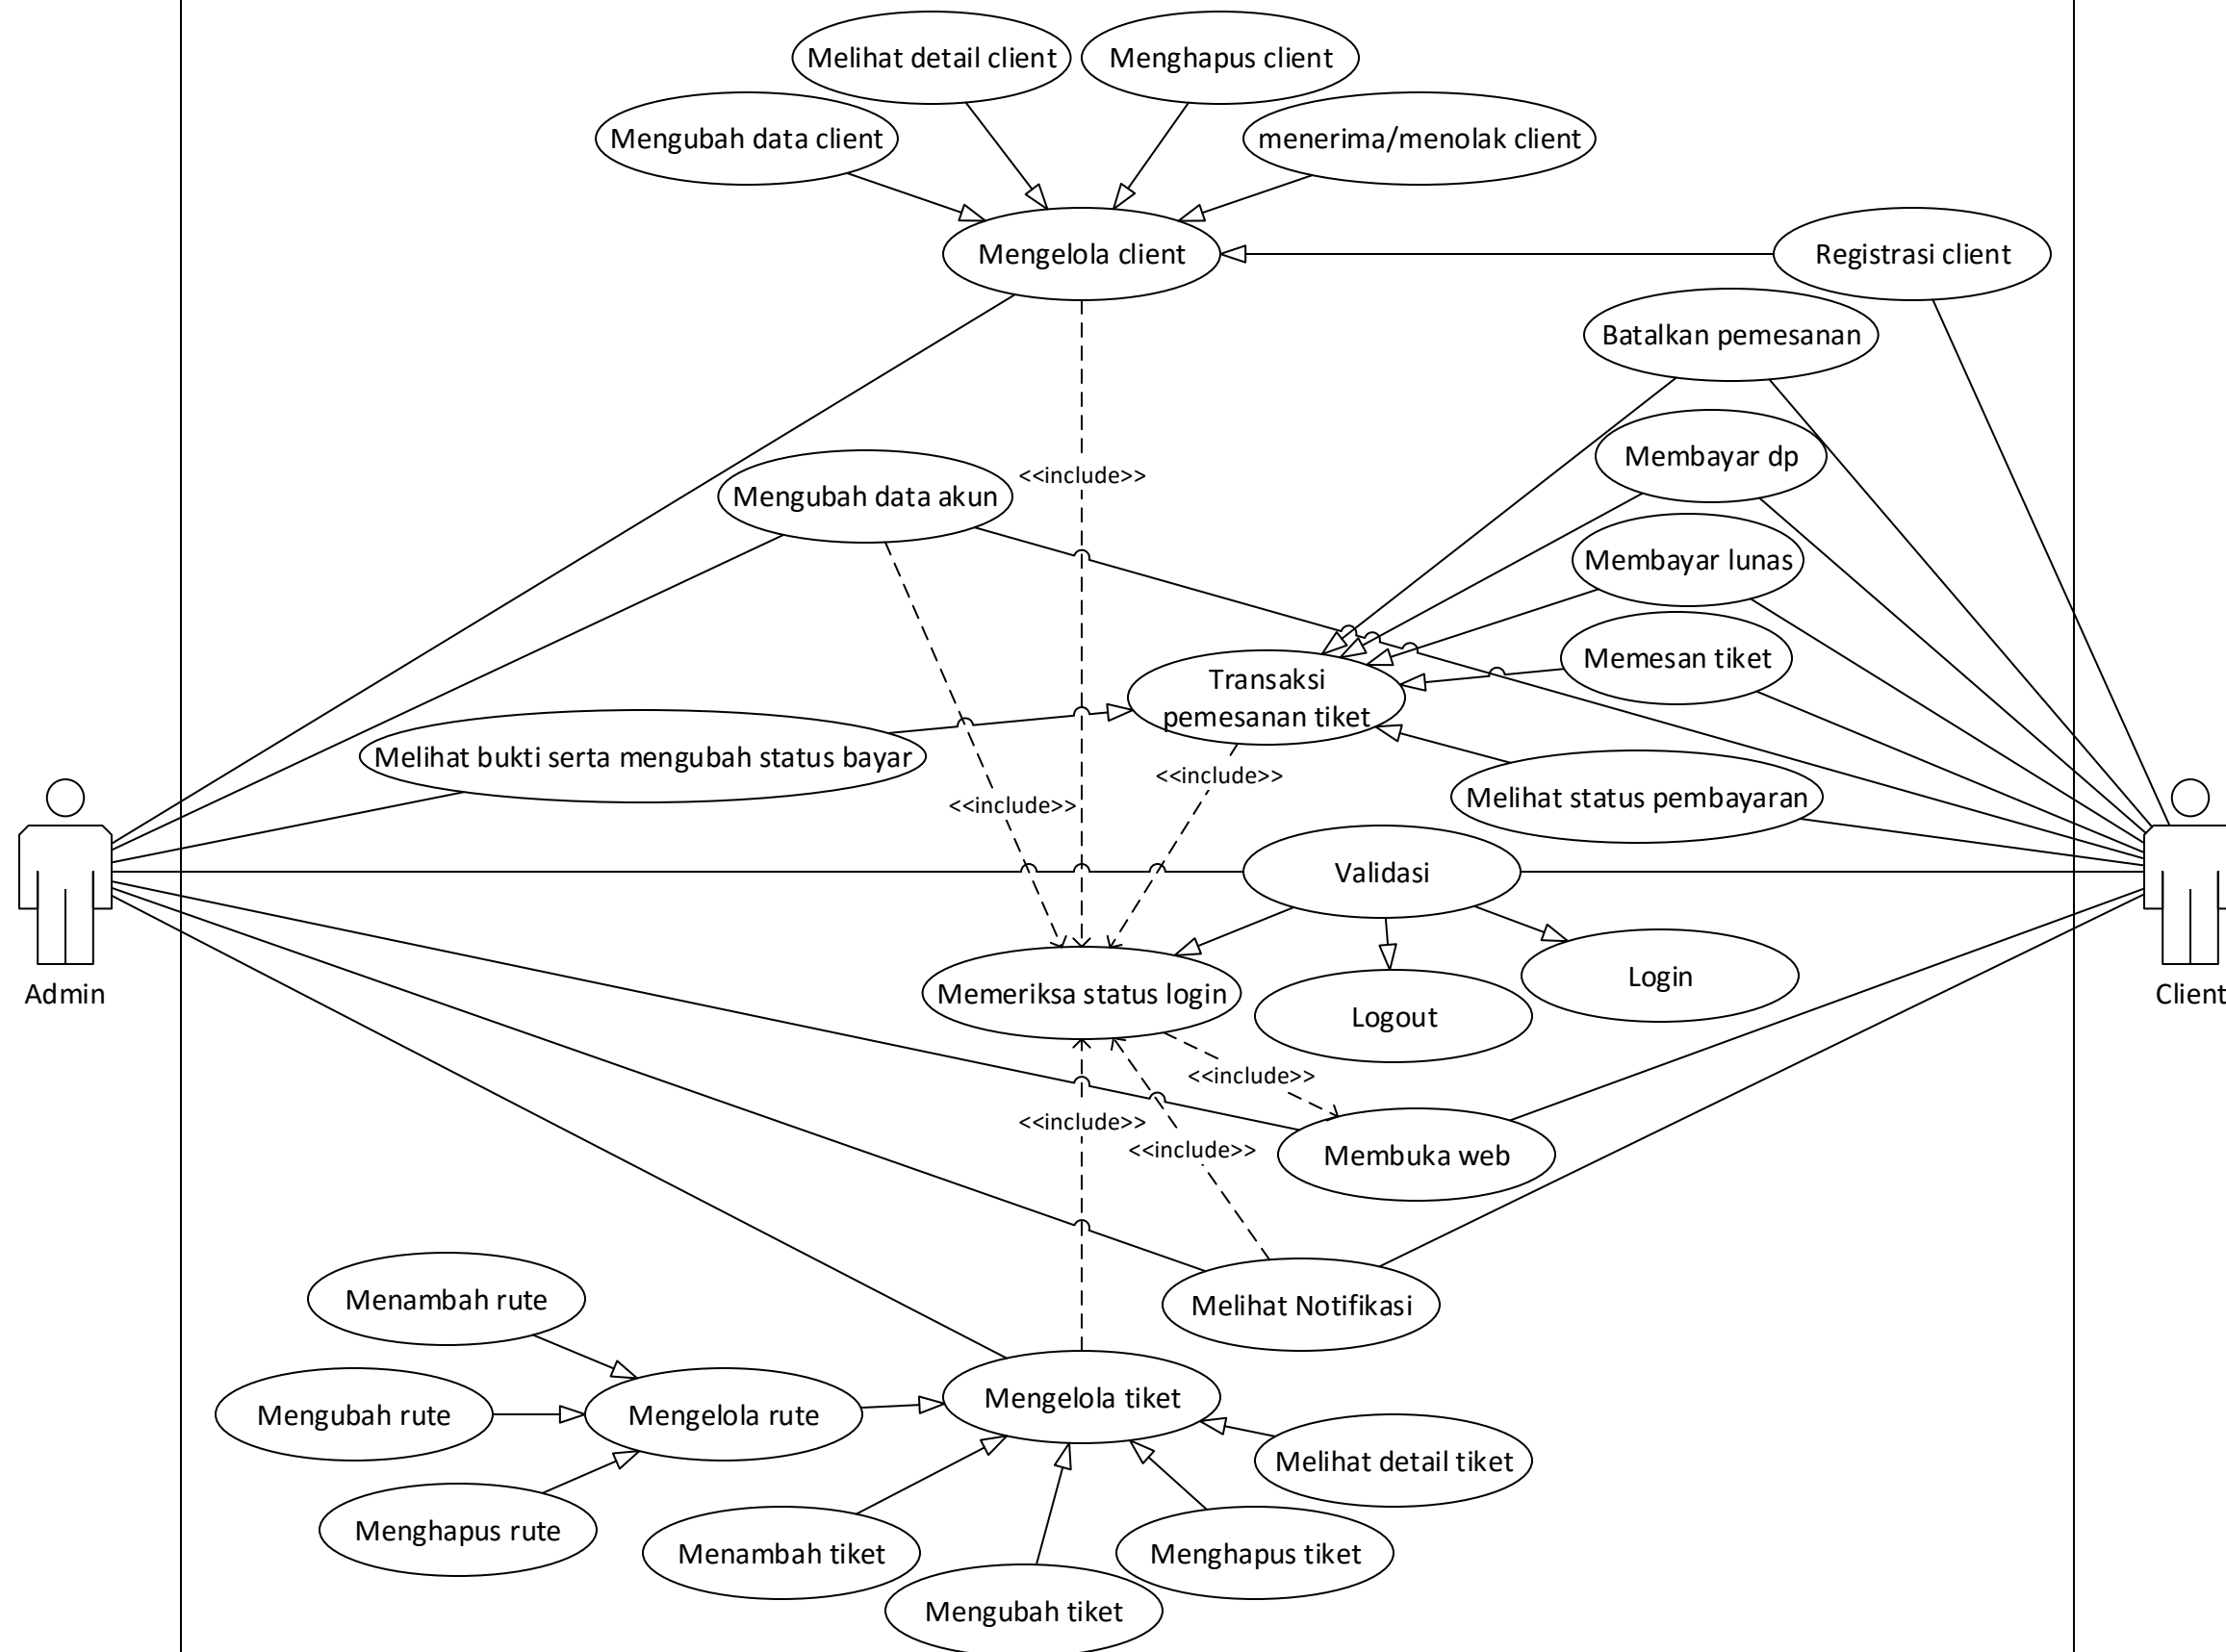 Melihat detail client
Menghapus client
Mengubah data client
menerima/menolak client
Mengelola client
Registrasi client
Batalkan pemesanan
Membayar dp
<<include>>
Mengubah data akun
Membayar lunas
Memesan tiket
Transaksi
pemesanan tiket
Melihat bukti serta mengubah status bayar
<<include>>
Melihat status pembayaran
<<include>>
Validasi
Admin
Memeriksa status login
Login
Client
Logout
<<include>>
<<include>>
<<include>>
Membuka web
Menambah rute
Melihat Notifikasi
Mengelola tiket
Mengubah rute
Mengelola rute
Melihat detail tiket
Menghapus rute
Menambah tiket
Menghapus tiket
Mengubah tiket